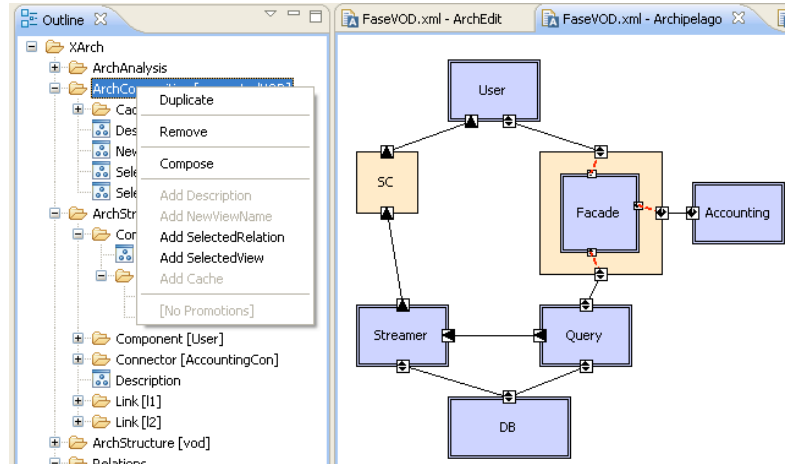 Outline
XArch
ArchAnalysis
Duplicate
Remove
Compose
Add Description
Add NewViewName
Add SelectedRelation
Add SelectedView
Add Cache
[No Promotions]
Component [User]
Connector [AccountingCon]
Description
Link [l1]
Link [l2]
ArchStructure [vod]
Relations
FaseVOD.xml - ArchEdit
FaseVOD.xml - Archipelago
User
SC
Facade
Accounting
Streamer
Query
DB